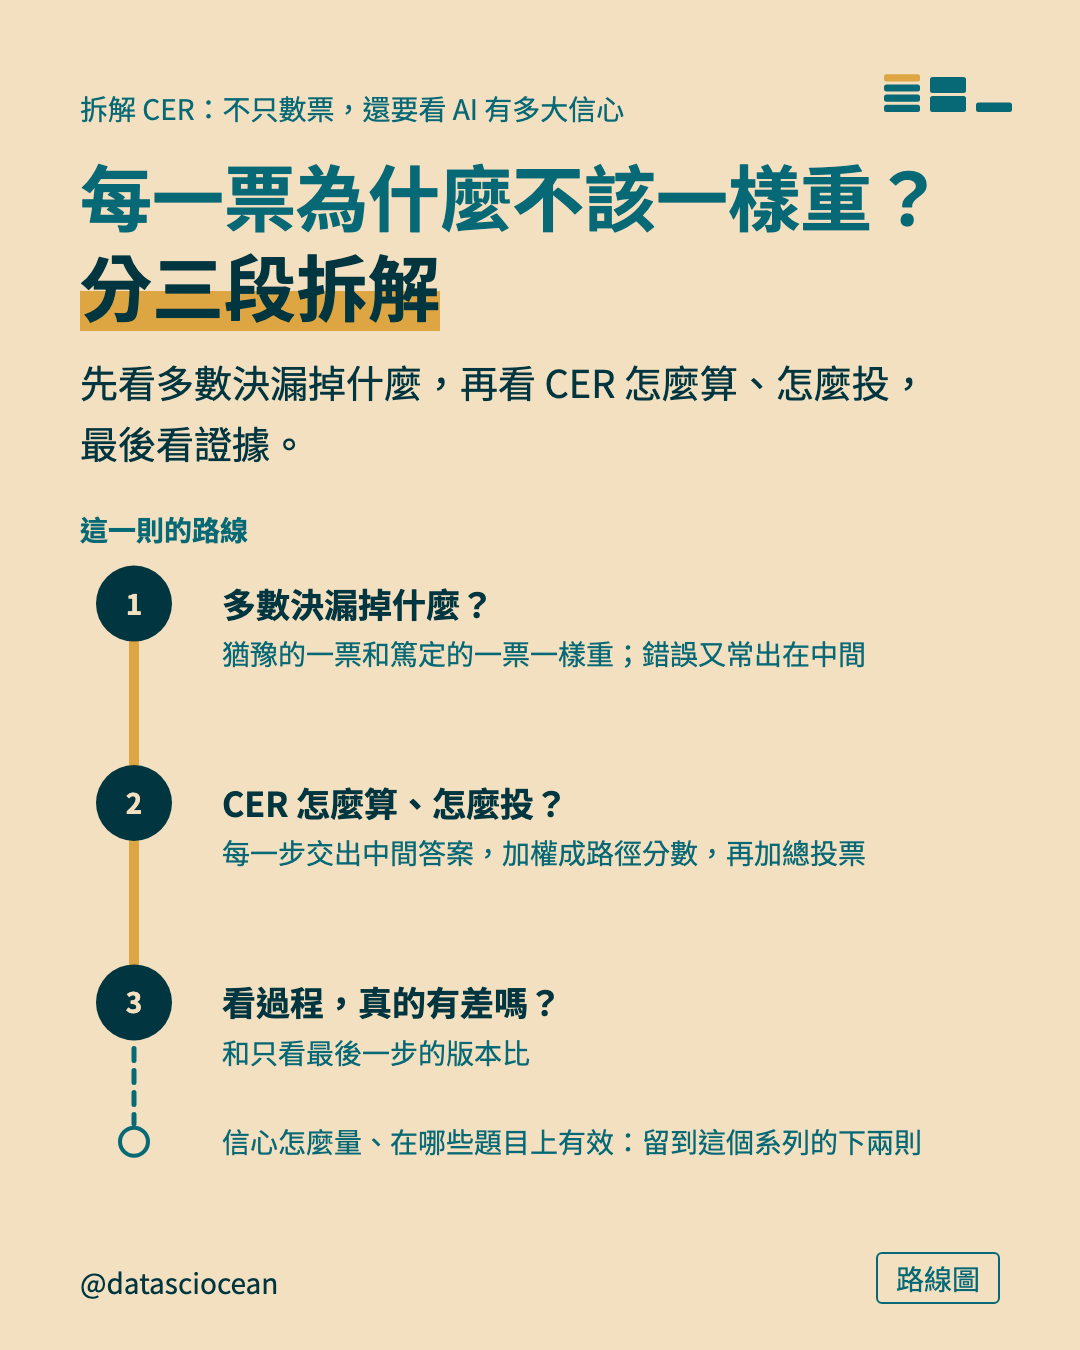 拆解 CER：不只數票，還要看 AI 有多大信心
每一票為什麼不該一樣重？
分三段拆解
先看多數決漏掉什麼，再看 CER 怎麼算、怎麼投，
最後看證據。
這一則的路線
1
多數決漏掉什麼？
猶豫的一票和篤定的一票一樣重；錯誤又常出在中間
2
CER 怎麼算、怎麼投？
每一步交出中間答案，加權成路徑分數，再加總投票
3
看過程，真的有差嗎？
和只看最後一步的版本比
信心怎麼量、在哪些題目上有效：留到這個系列的下兩則
@datasciocean
路線圖